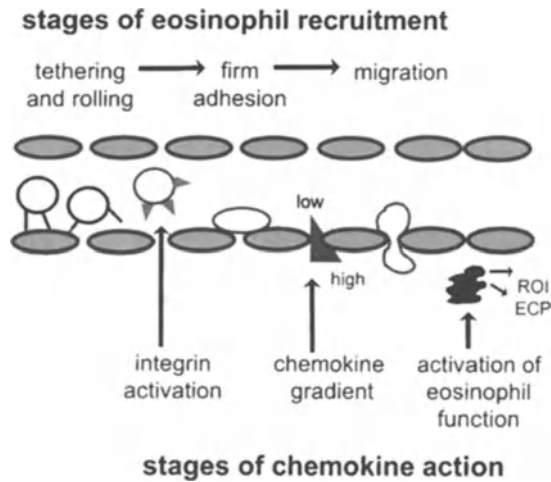 stages of eosinophil recruitment
tethering
and rolling
firm
adhesion
migration
low
high
ROI
ECP
integrin
activation
chemokine
gradient
activation of
eosinophil
function
stages of chemokine action